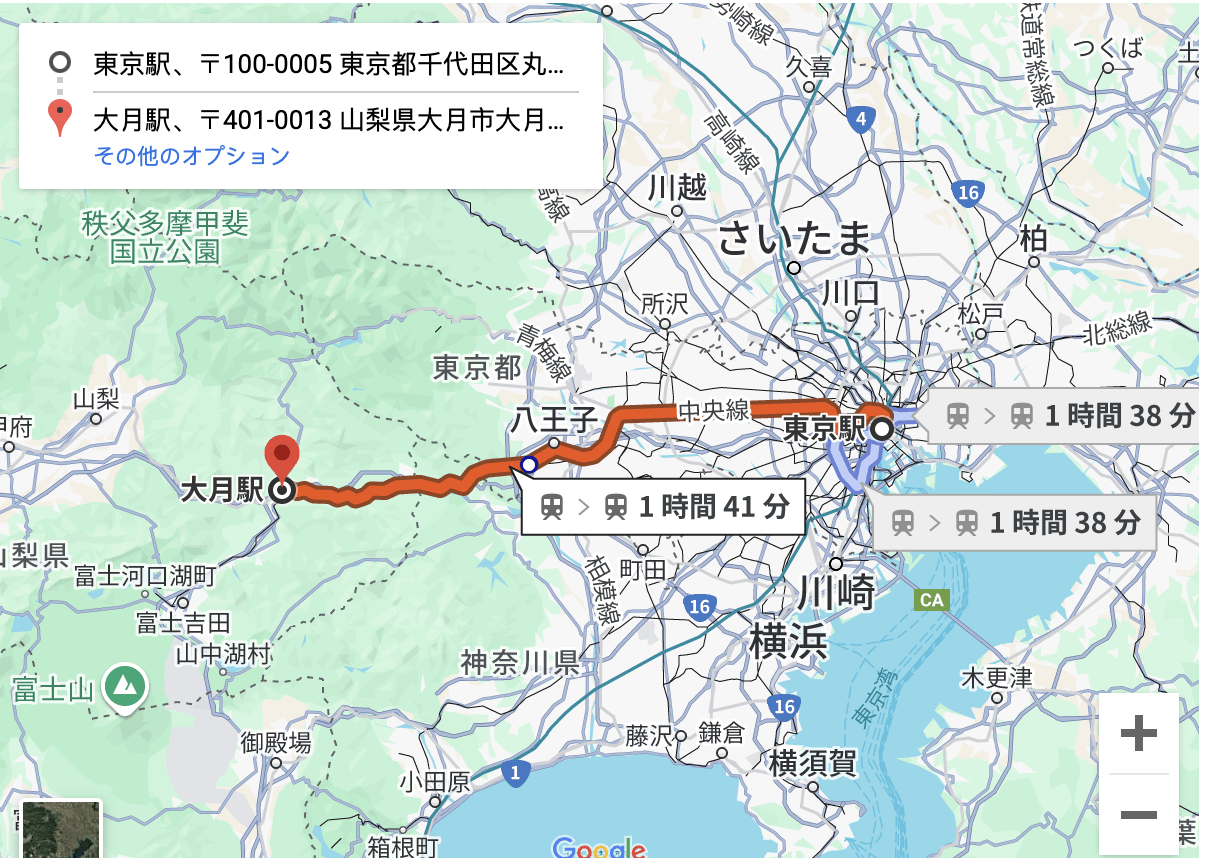 東京駅、〒100-0005 東京都千代田区丸...
大月駅、〒401-0013 山梨県大月市大月...
その他のオプション
久喜
つくば
土
4
高崎線
16
川越
秩父多摩甲斐
国立公園
さいたま
柏
川口
所沢
松戸
北総線
青梅線
東京都
山梨
甲府
八王子
中央線
東京駅
1 時間 38 分
大月駅
1 時間 41 分
1 時間 38 分
山梨県
富士河口湖町
町田
相模線
川崎
CA
16
富士吉田
横浜
山中湖村
神奈川県
富士山
木更津
16
東京湾
御殿場
藤沢
鎌倉
横須賀
小田原
1
箱根町
Google
葉
+
−